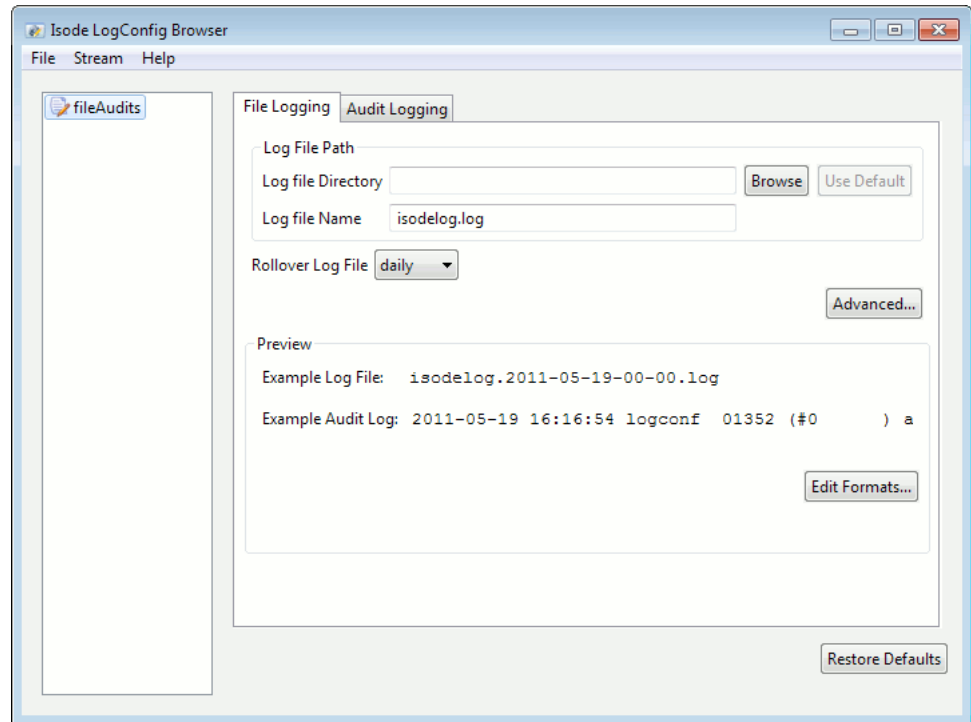 Isode LogConfig Browser
File Stream Help
fileAudits
File Logging Audit Logging
Log File Path
Log file Directory Browse Use Default
Log file Name isodelog.log
Rollover Log File daily
Advanced...
Preview
Example Log File: isodelog.2011-05-19-00-00.log
Example Audit Log: 2011-05-19 16:16:54 logconf 01352 (#0 ) a
Edit Formats...
Restore Defaults